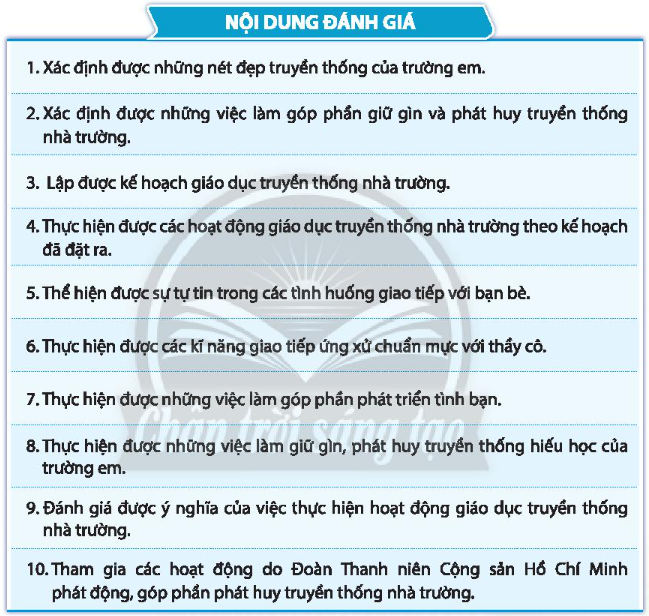 NỘI DUNG ĐÁNH GIÁ
1. Xác định được những nét đẹp truyền thống của trường em.
2. Xác định được những việc làm góp phần giữ gìn và phát huy truyền thống
nhà trường.
3. Lập được kế hoạch giáo dục truyền thống nhà trường.
4. Thực hiện được các hoạt động giáo dục truyền thống nhà trường theo kế hoạch
đã đặt ra.
5. Thể hiện được sự tự tin trong các tình huống giao tiếp với bạn bè.
6. Thực hiện được các kĩ năng giao tiếp ứng xử chuẩn mực với thầy cô.
7. Thực hiện được những việc làm góp phần phát triển tình bạn.
Chân trời sáng tạo
8. Thực hiện được những việc làm giữ gìn, phát huy truyền thống hiếu học của
trường em.
9. Đánh giá được ý nghĩa của việc thực hiện hoạt động giáo dục truyền thống
nhà trường.
10. Tham gia các hoạt động do Đoàn Thanh niên Cộng sản Hồ Chí Minh
phát động, góp phần phát huy truyền thống nhà trường.